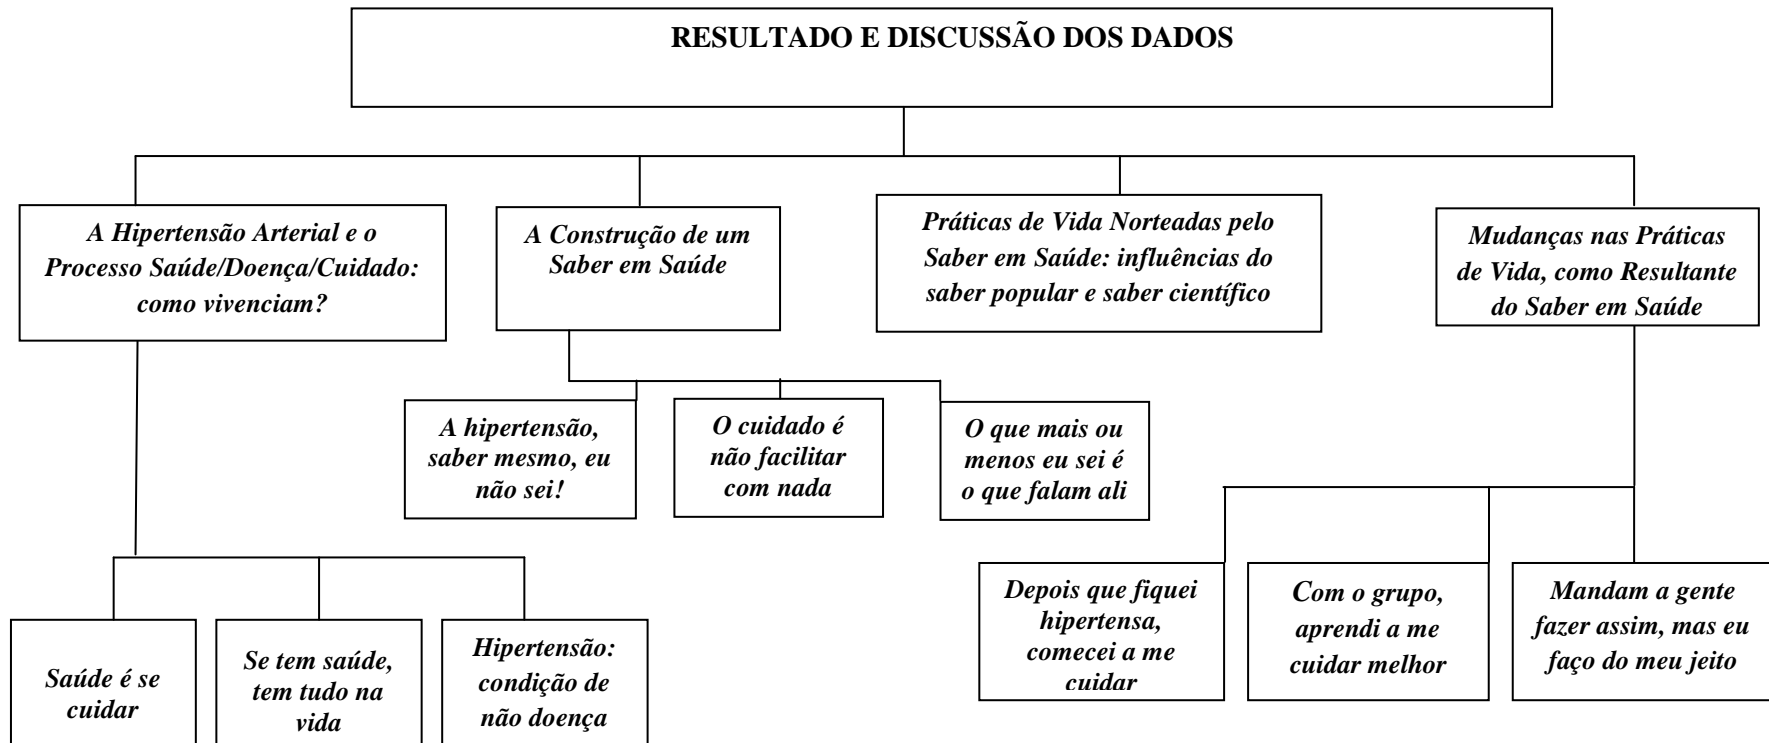 RESULTADO E DISCUSSÃO DOS DADOS
A Hipertensão Arterial e o
Processo Saúde/Doença/Cuidado:
como vivenciam?
A Construção de um
Saber em Saúde
Práticas de Vida Norteadas pelo
Saber em Saúde: influências do
saber popular e saber científico
Mudanças nas Práticas
de Vida, como Resultante
do Saber em Saúde
A hipertensão,
saber mesmo, eu
não sei!
O cuidado é
não facilitar
com nada
O que mais ou
menos eu sei é
o que falam ali
Saúde é se
cuidar
Se tem saúde,
tem tudo na
vida
Hipertensão:
condição de
não doença
Depois que fiquei
hipertensa,
comecei a me
cuidar
Com o grupo,
aprendi a me
cuidar melhor
Mandam a gente
fazer assim, mas eu
faço do meu jeito